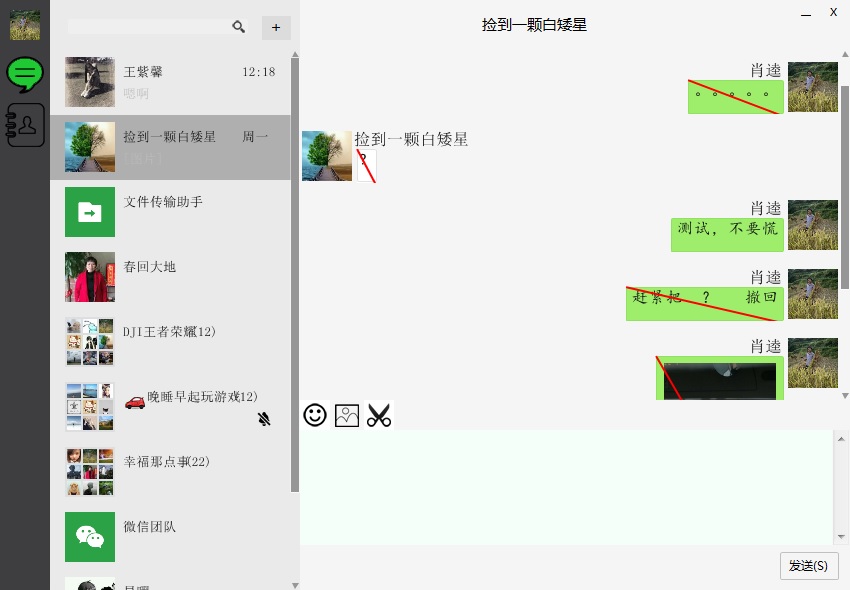 捡到一颗白矮星
X
+
王紫馨 12:18
嗯啊
捡到一颗白矮星 周一
[图片]
文件传输助手
春回大地
DJI王者荣耀12)
晚睡早起玩游戏12)
幸福那点事(22)
微信团队
肖逵
。。。。。
捡到一颗白矮星
?
肖逵
测试，不要慌
肖逵
赶紧把 ? 撤回
肖逵
发送(S)